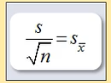 s/√n = s_x̄